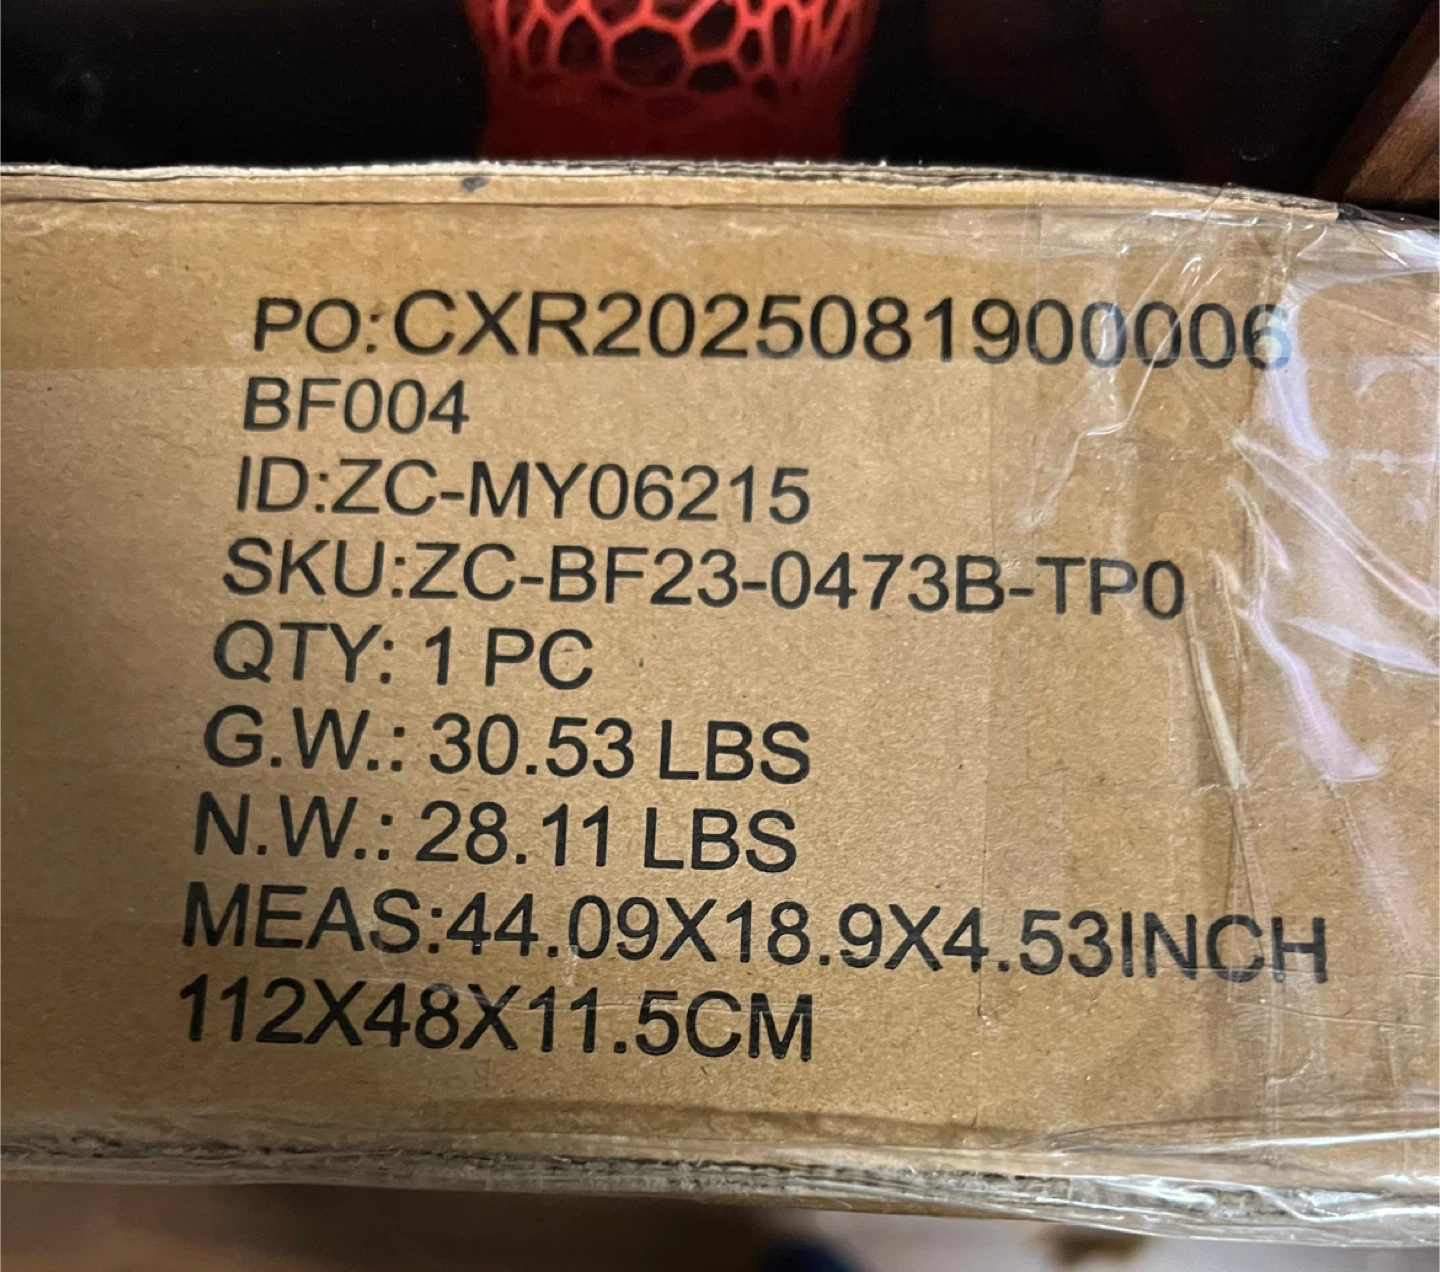 PO:CXR2025081900006
BF004
ID:ZC-MY06215
SKU:ZC-BF23-0473B-TP0
QTY: 1 PC
G.W.: 30.53 LBS
N.W.: 28.11 LBS
MEAS:44.09X18.9X4.53INCH
112X48X11.5CM